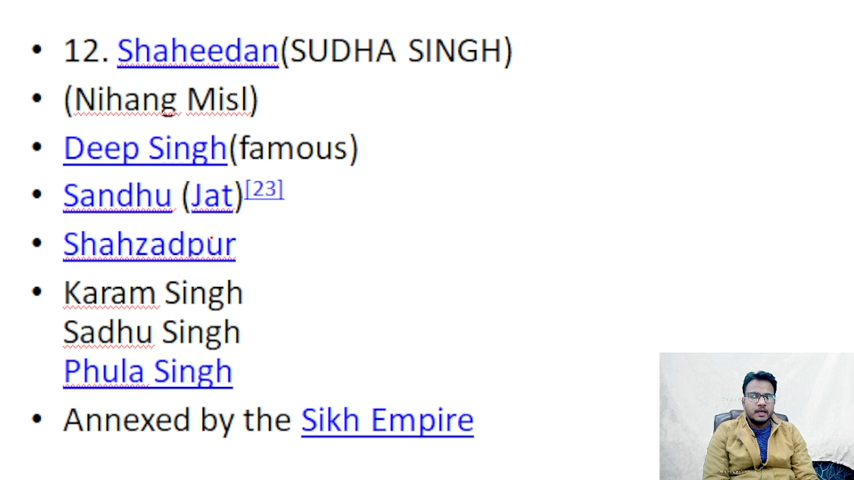 • 12. Shaheedan(SUDHA SINGH)
• (Nihang Misl)
• Deep Singh(famous)
• Sandhu (Jat)[23]
• Shahzadpur
• Karam Singh
Sadhu Singh
Phula Singh
• Annexed by the Sikh Empire